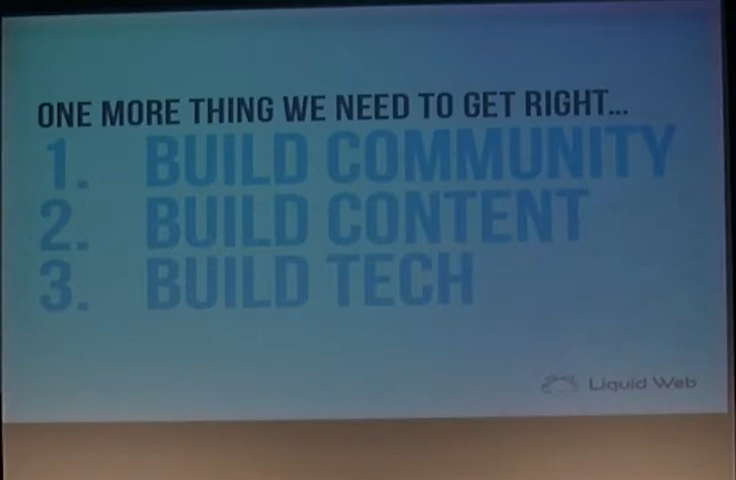 ONE MORE THING WE NEED TO GET RIGHT...
1. BUILD COMMUNITY
2. BUILD CONTENT
3. BUILD TECH
Liquid Web